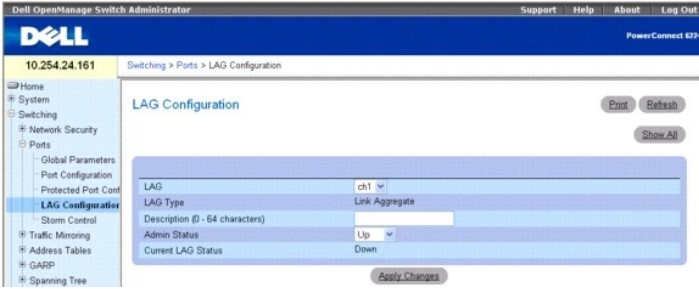 Dell OpenManage Switch Administrator
Support Help About Log Out
DELL
PowerConnect 622
10.254.24.161
Switching > Ports > LAG Configuration
Home
System
Switching
Network Security
Ports
Global Parameters
Port Configuration
Protected Port Conf
LAG Configuration
Storm Control
Traffic Mirroring
Address Tables
GARP
Spanning Tree
LAG Configuration
Print Refresh
Show All
LAG ch1
LAG Type Link Aggregate
Description (0 - 64 characters)
Admin Status Up
Current LAG Status Down
Apply Changes